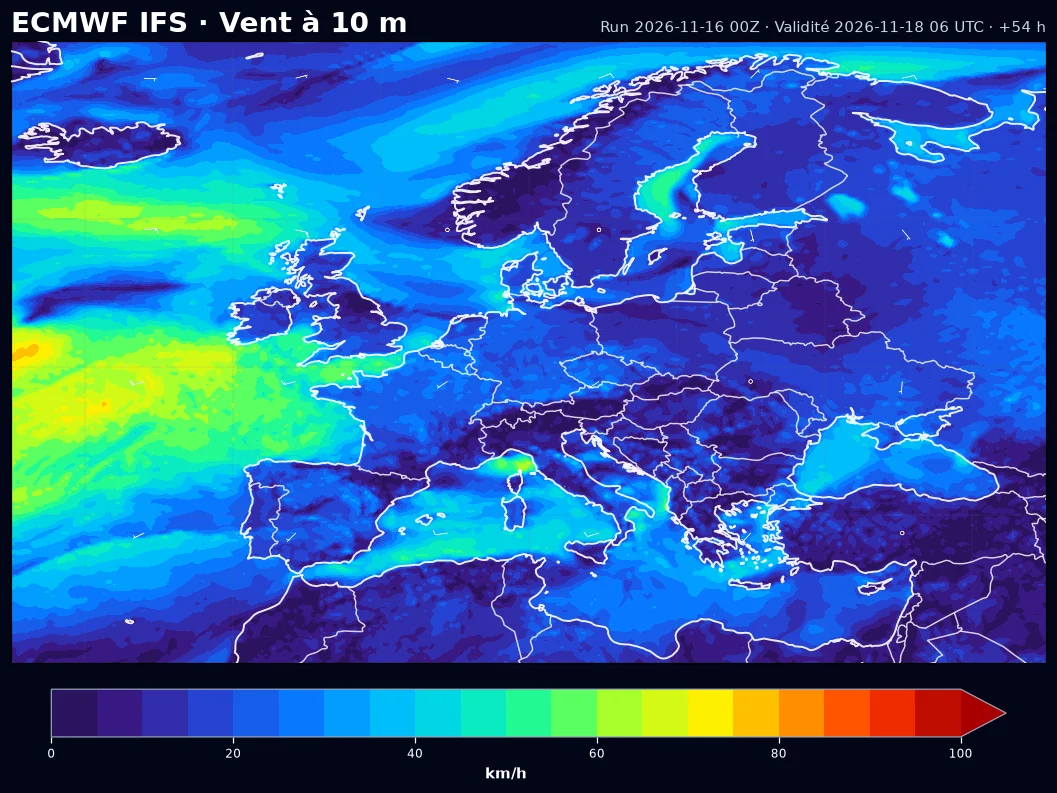 ECMWF IFS · Vent à 10 m
Run 2026-11-16 00Z · Validité 2026-11-18 06 UTC · +54 h
0 20 40 60 80 100
km/h